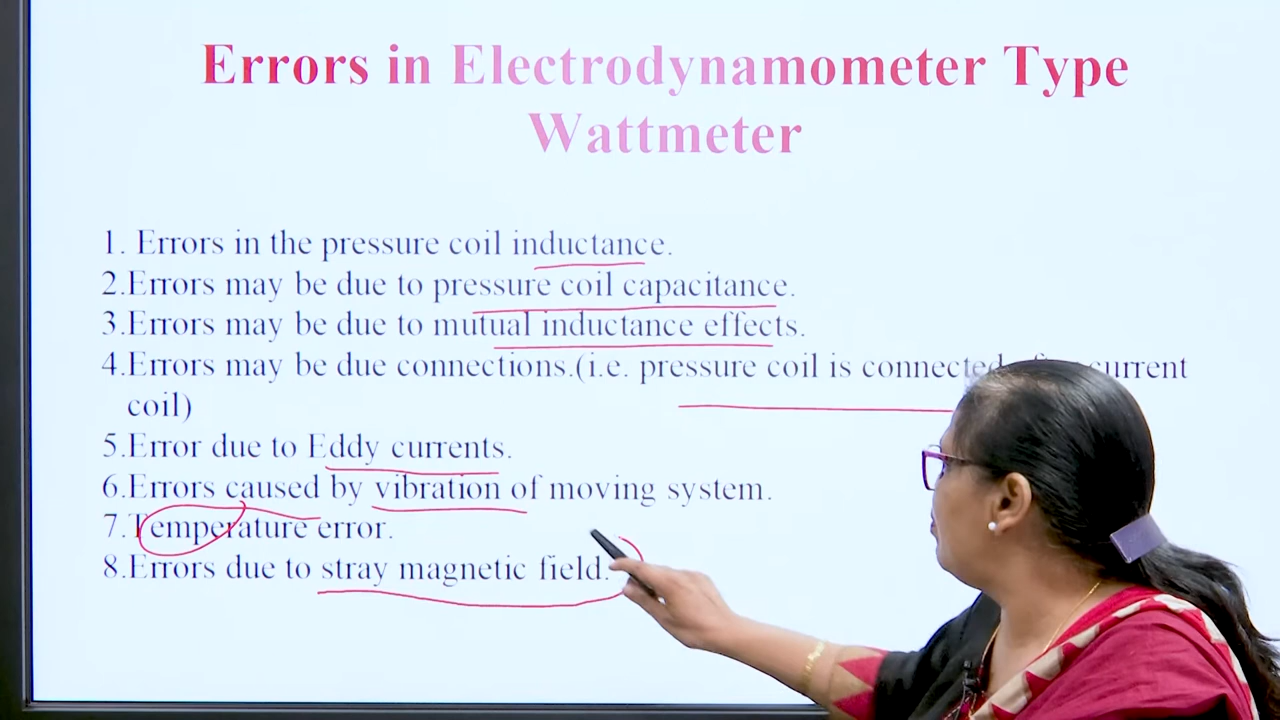 Errors in Electrodynamometer Type
Wattmeter
1. Errors in the pressure coil inductance.
2.Errors may be due to pressure coil capacitance.
3.Errors may be due to mutual inductance effects.
4.Errors may be due connections.(i.e. pressure coil is connected current
coil)
5.Error due to Eddy currents.
6.Errors caused by vibration of moving system.
7.Temperature error.
8.Errors due to stray magnetic field.